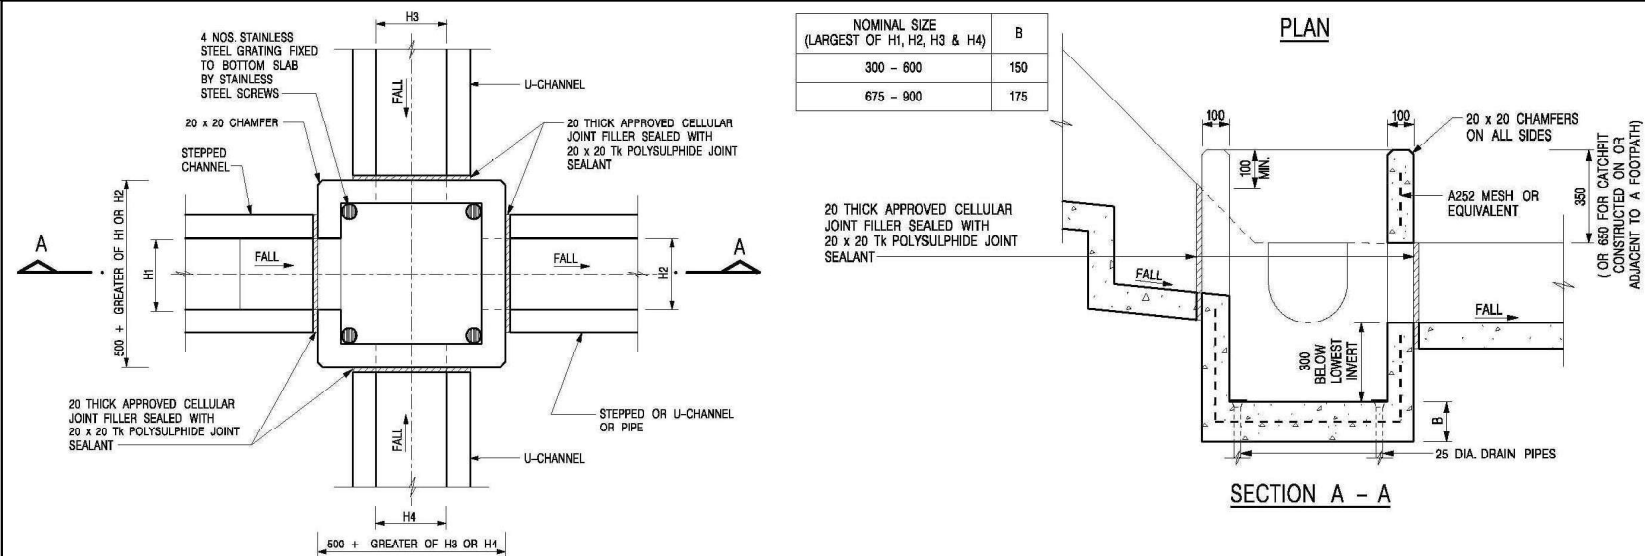 H3
4 NOS. STAINLESS
STEEL GRATING FIXED
TO BOTTOM SLAB
BY STAINLESS
STEEL SCREWS
FALL
U-CHANNEL
20 x 20 CHAMFER
20 THICK APPROVED CELLULAR
JOINT FILLER SEALED WITH
20 x 20 Tk POLYSULPHIDE JOINT
SEALANT
STEPPED
CHANNEL
500 + GREATER OF H1 OR H2
A
H1
FALL
FALL
H2
A
20 THICK APPROVED CELLULAR
JOINT FILLER SEALED WITH
20 x 20 Tk POLYSULPHIDE JOINT
SEALANT
STEPPED OR U-CHANNEL
OR PIPE
FALL
U-CHANNEL
H4
500 + GREATER OF H3 OR H4
NOMINAL SIZE
(LARGEST OF H1, H2, H3 & H4)
B
300 - 600
150
675 - 900
175
PLAN
100
100
20 x 20 CHAMFERS
ON ALL SIDES
100
MIN.
A252 MESH OR
EQUIVALENT
350
( OR 650 FOR CATCHPIT
CONSTRUCTED ON OR
ADJACENT TO A FOOTPATH)
20 THICK APPROVED CELLULAR
JOINT FILLER SEALED WITH
20 x 20 Tk POLYSULPHIDE JOINT
SEALANT
FALL
FALL
300
BELOW
LOWEST
INVERT
B
25 DIA. DRAIN PIPES
SECTION A - A